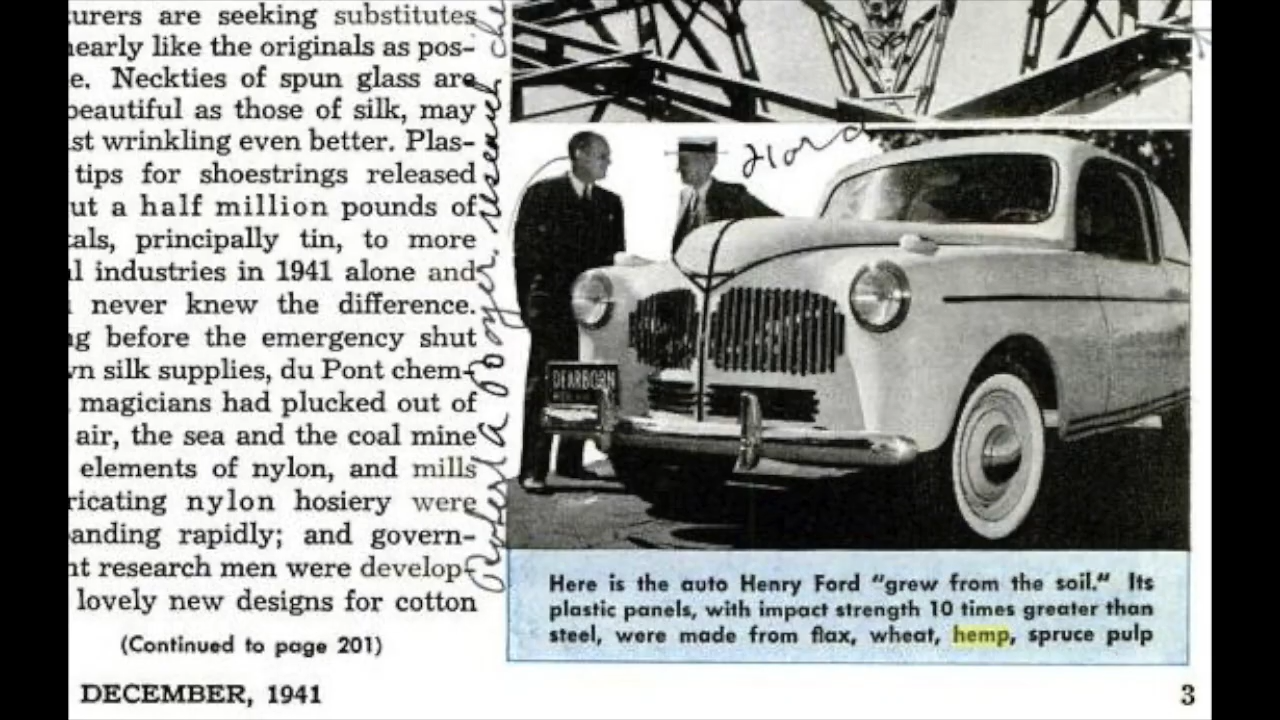 urers are seeking substitutes
nearly like the originals as pos-
e. Neckties of spun glass are
beautiful as those of silk, may
st wrinkling even better. Plas-
tips for shoestrings released
ut a half million pounds of
als, principally tin, to more
l industries in 1941 alone and
never knew the difference.
g before the emergency shut
n silk supplies, du Pont chem-
magicians had plucked out of
air, the sea and the coal mine
elements of nylon, and mills
ricating nylon hosiery were
anding rapidly; and govern-
nt research men were develop-
lovely new designs for cotton
(Continued to page 201)
DECEMBER, 1941
Robert A Boyer, research che
Ford
DEARBORN
Here is the auto Henry Ford "grew from the soil." Its
plastic panels, with impact strength 10 times greater than
steel, were made from flax, wheat, hemp, spruce pulp
3